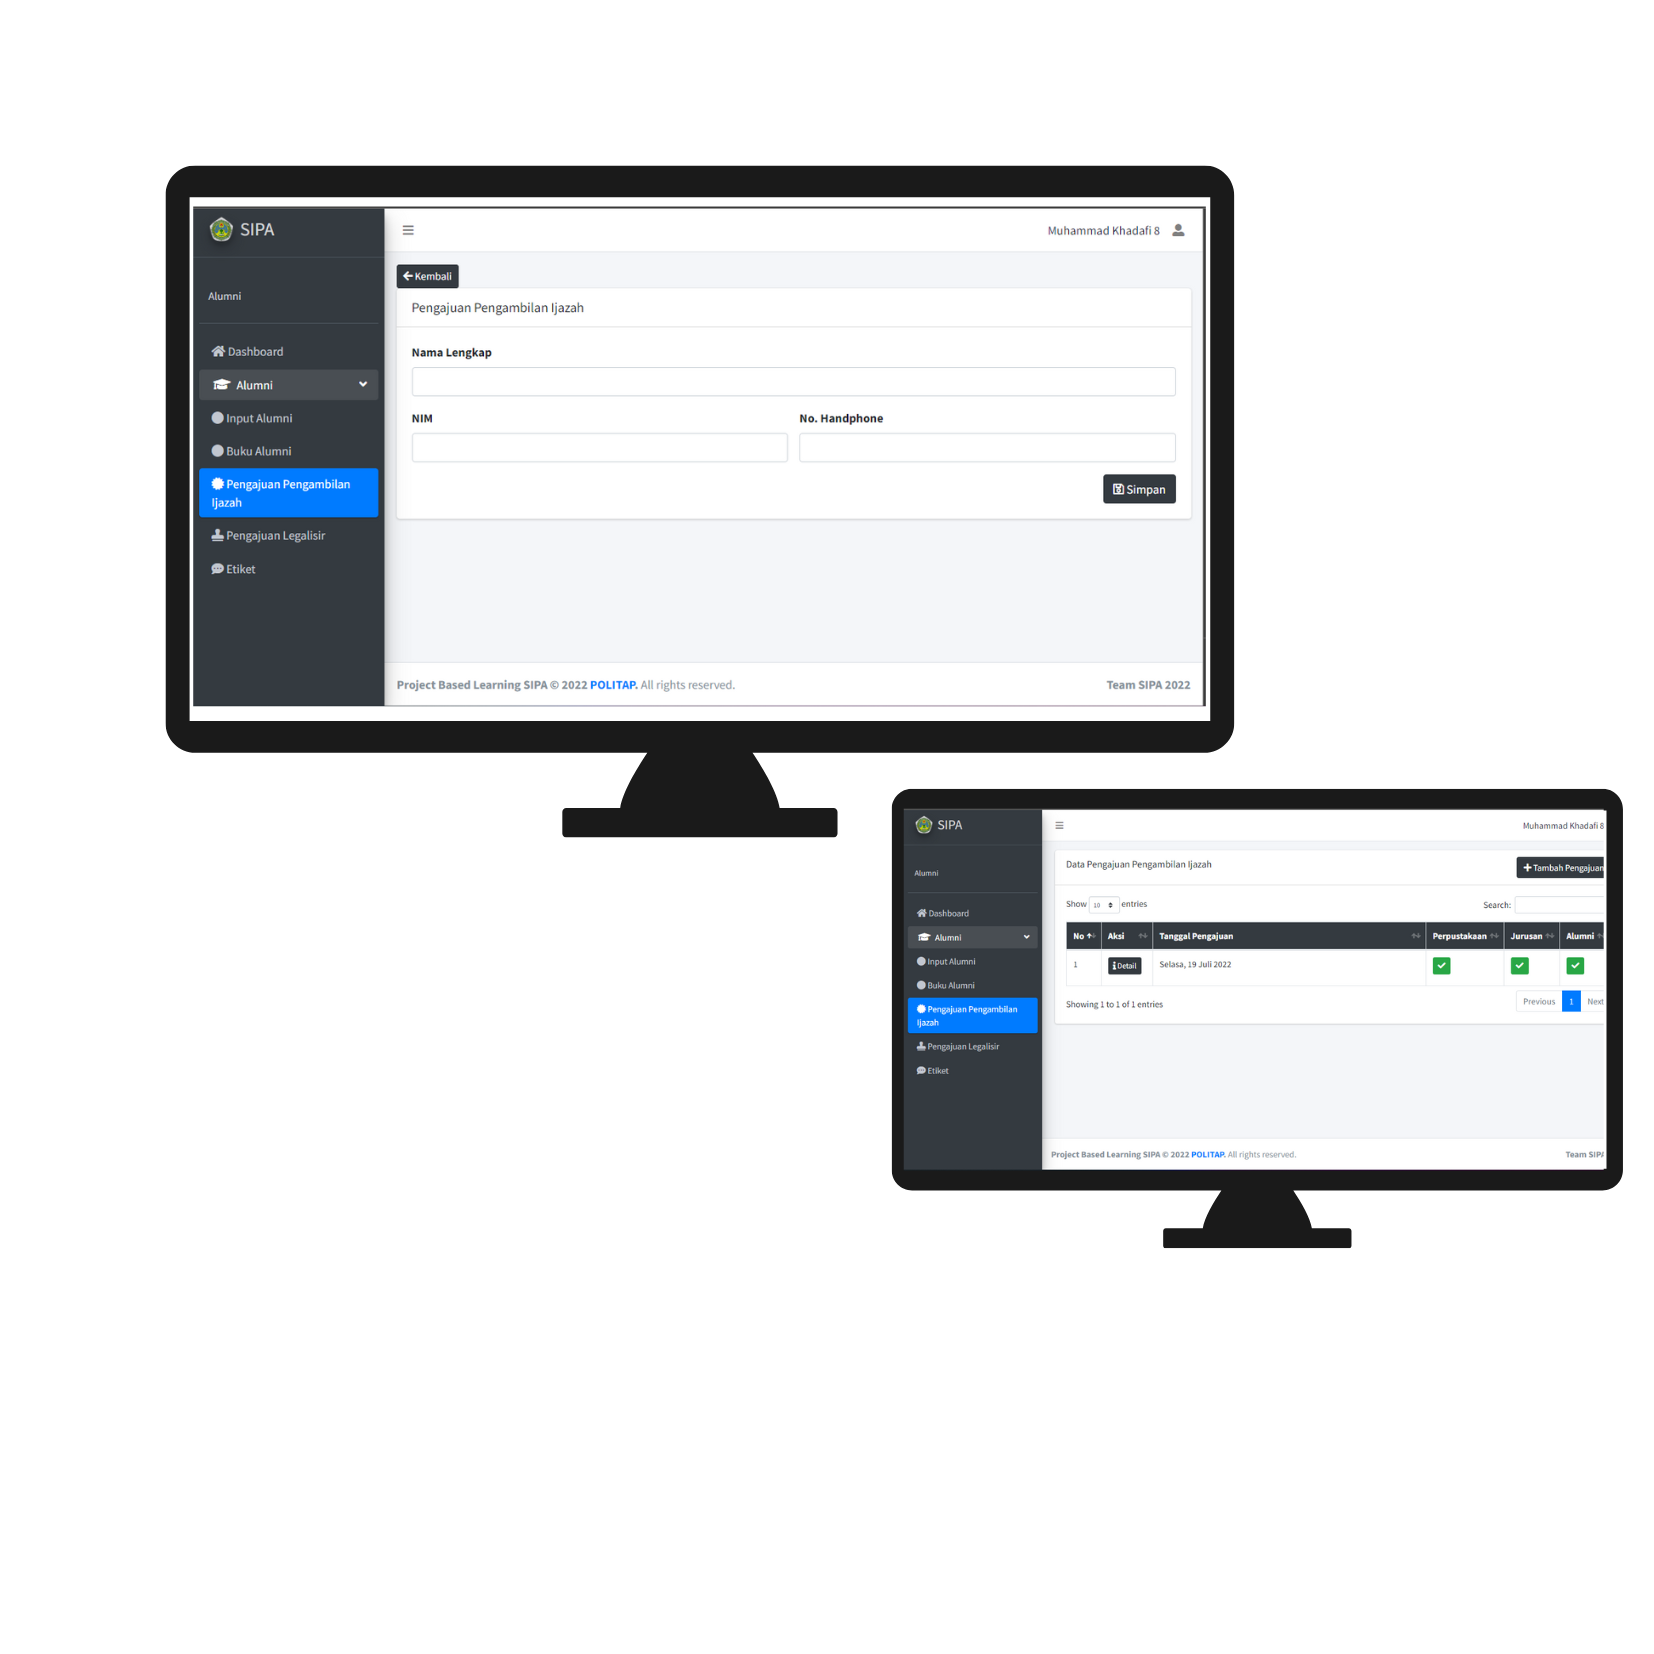 SIPA
Muhammad Khadafi 8
Alumni
Dashboard
Alumni
Input Alumni
Buku Alumni
Pengajuan Pengambilan
Ijazah
Pengajuan Legalisir
Etiket
Kembali
Pengajuan Pengambilan Ijazah
Nama Lengkap
NIM
No. Handphone
Simpan
Project Based Learning SIPA © 2022 POLITAP. All rights reserved.
Team SIPA 2022
SIPA
Muhammad Khadafi 8
Alumni
Dashboard
Alumni
Input Alumni
Buku Alumni
Pengajuan Pengambilan
Ijazah
Pengajuan Legalisir
Etiket
Data Pengajuan Pengambilan Ijazah
Tambah Pengajuan
Show 10 entries
Search:
No Aksi Tanggal Pengajuan Perpustakaan Jurusan Alumni
1 Detail Selasa, 19 Juli 2022
Showing 1 to 1 of 1 entries
Previous 1 Next
Project Based Learning SIPA © 2022 POLITAP. All rights reserved.
Team SIPA